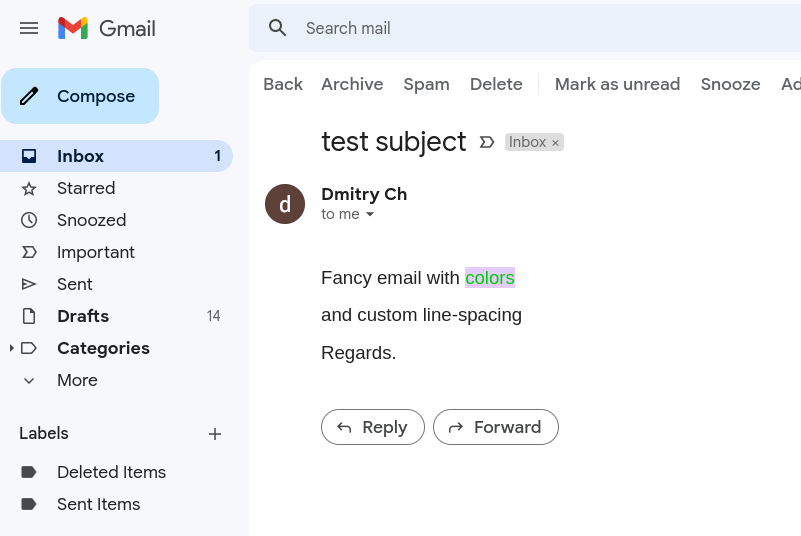 Gmail
Search mail
Compose
Inbox 1
Starred
Snoozed
Important
Sent
Drafts 14
Categories
More
Labels
Deleted Items
Sent Items
Back Archive Spam Delete Mark as unread Snooze
test subject Inbox ×
d
Dmitry Ch
to me
Fancy email with colors
and custom line-spacing
Regards.
Reply Forward